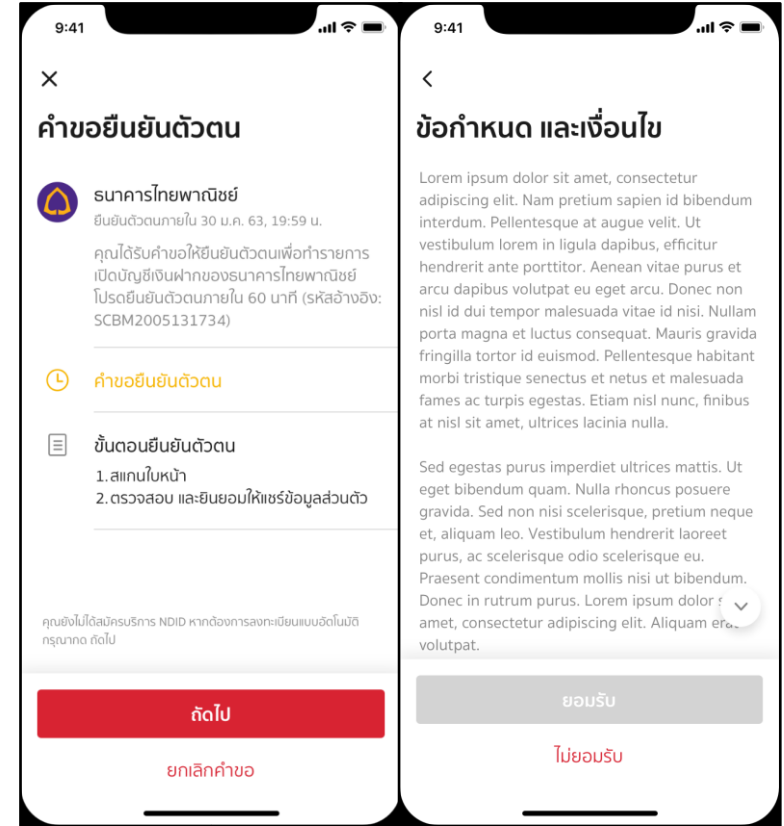 9:41
คำขอยืนยันตัวตน
ธนาคารไทยพาณิชย์
ยืนยันตัวตนภายใน 30 ม.ค. 63, 19:59 น.
คุณได้รับคำขอให้ยืนยันตัวตนเพื่อทำรายการ
เปิดบัญชีเงินฝากของธนาคารไทยพาณิชย์
โปรดยืนยันตัวตนภายใน 60 นาที (รหัสอ้างอิง:
SCBM2005131734)
คำขอยืนยันตัวตน
ขั้นตอนยืนยันตัวตน
1.สแกนใบหน้า
2.ตรวจสอบ และยินยอมให้แชร์ข้อมูลส่วนตัว
คุณยังไม่ได้สมัครบริการ NDID หากต้องการลงทะเบียนแบบอัตโนมัติ
กรุณากด ถัดไป
ถัดไป
ยกเลิกคำขอ
9:41
ข้อกำหนด และเงื่อนไข
Lorem ipsum dolor sit amet, consectetur
adipiscing elit. Nam pretium sapien id bibendum
interdum. Pellentesque at augue velit. Ut
vestibulum lorem in ligula dapibus, efficitur
hendrerit ante porttitor. Aenean vitae purus et
arcu dapibus volutpat eu eget arcu. Donec non
nisl id dui tempor malesuada vitae id nisi. Nullam
porta magna et luctus consequat. Mauris gravida
fringilla tortor id euismod. Pellentesque habitant
morbi tristique senectus et netus et malesuada
fames ac turpis egestas. Etiam nisl nunc, finibus
at nisl sit amet, ultrices lacinia nulla.
Sed egestas purus imperdiet ultrices mattis. Ut
eget bibendum quam. Nulla rhoncus posuere
gravida. Sed non nisi scelerisque, pretium neque
et, aliquam leo. Vestibulum hendrerit laoreet
purus, ac scelerisque odio scelerisque eu.
Praesent condimentum mollis nisi ut bibendum.
Donec in rutrum purus. Lorem ipsum dolor
amet, consectetur adipiscing elit. Aliquam erat
volutpat.
ยอมรับ
ไม่ยอมรับ